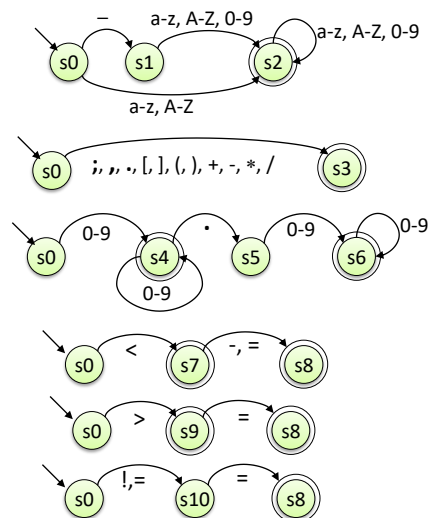 _ a-z, A-Z, 0-9 a-z, A-Z, 0-9
s0 s1 s2
a-z, A-Z
s0 ;, ,, ., [, ], (, ), +, -, *, / s3
0-9 . 0-9 0-9
s0 s4 s5 s6
0-9
s0 < s7 -, = s8
s0 > s9 = s8
s0 !,= s10 = s8